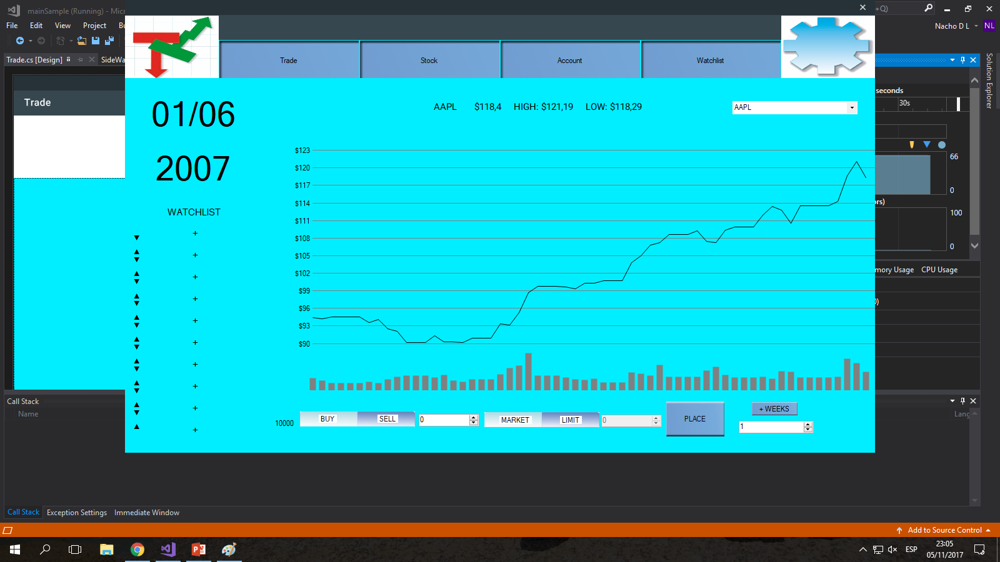 mainSample (Running) - Micr
+Q)
File Edit View Project Bu
Nacho D L NL
Trade.cs [Design] SideWa
Solution Explorer
Trade
Trade Stock Account Watchlist
seconds
30s
01/06
2007
AAPL $118,4 HIGH: $121,19 LOW: $118,29
AAPL
WATCHLIST
+
+
+
+
+
+
+
+
+
+
$123
$120
$117
$114
$111
$108
$105
$102
$99
$96
$93
$90
66
0
ors)
100
0
mory Usage CPU Usage
0)
10000 BUY SELL 0 MARKET LIMIT 0 PLACE + WEEKS
1
Call Stack
Name Lang
Call Stack Exception Settings Immediate Window
Add to Source Control
ESP 23:05
05/11/2017